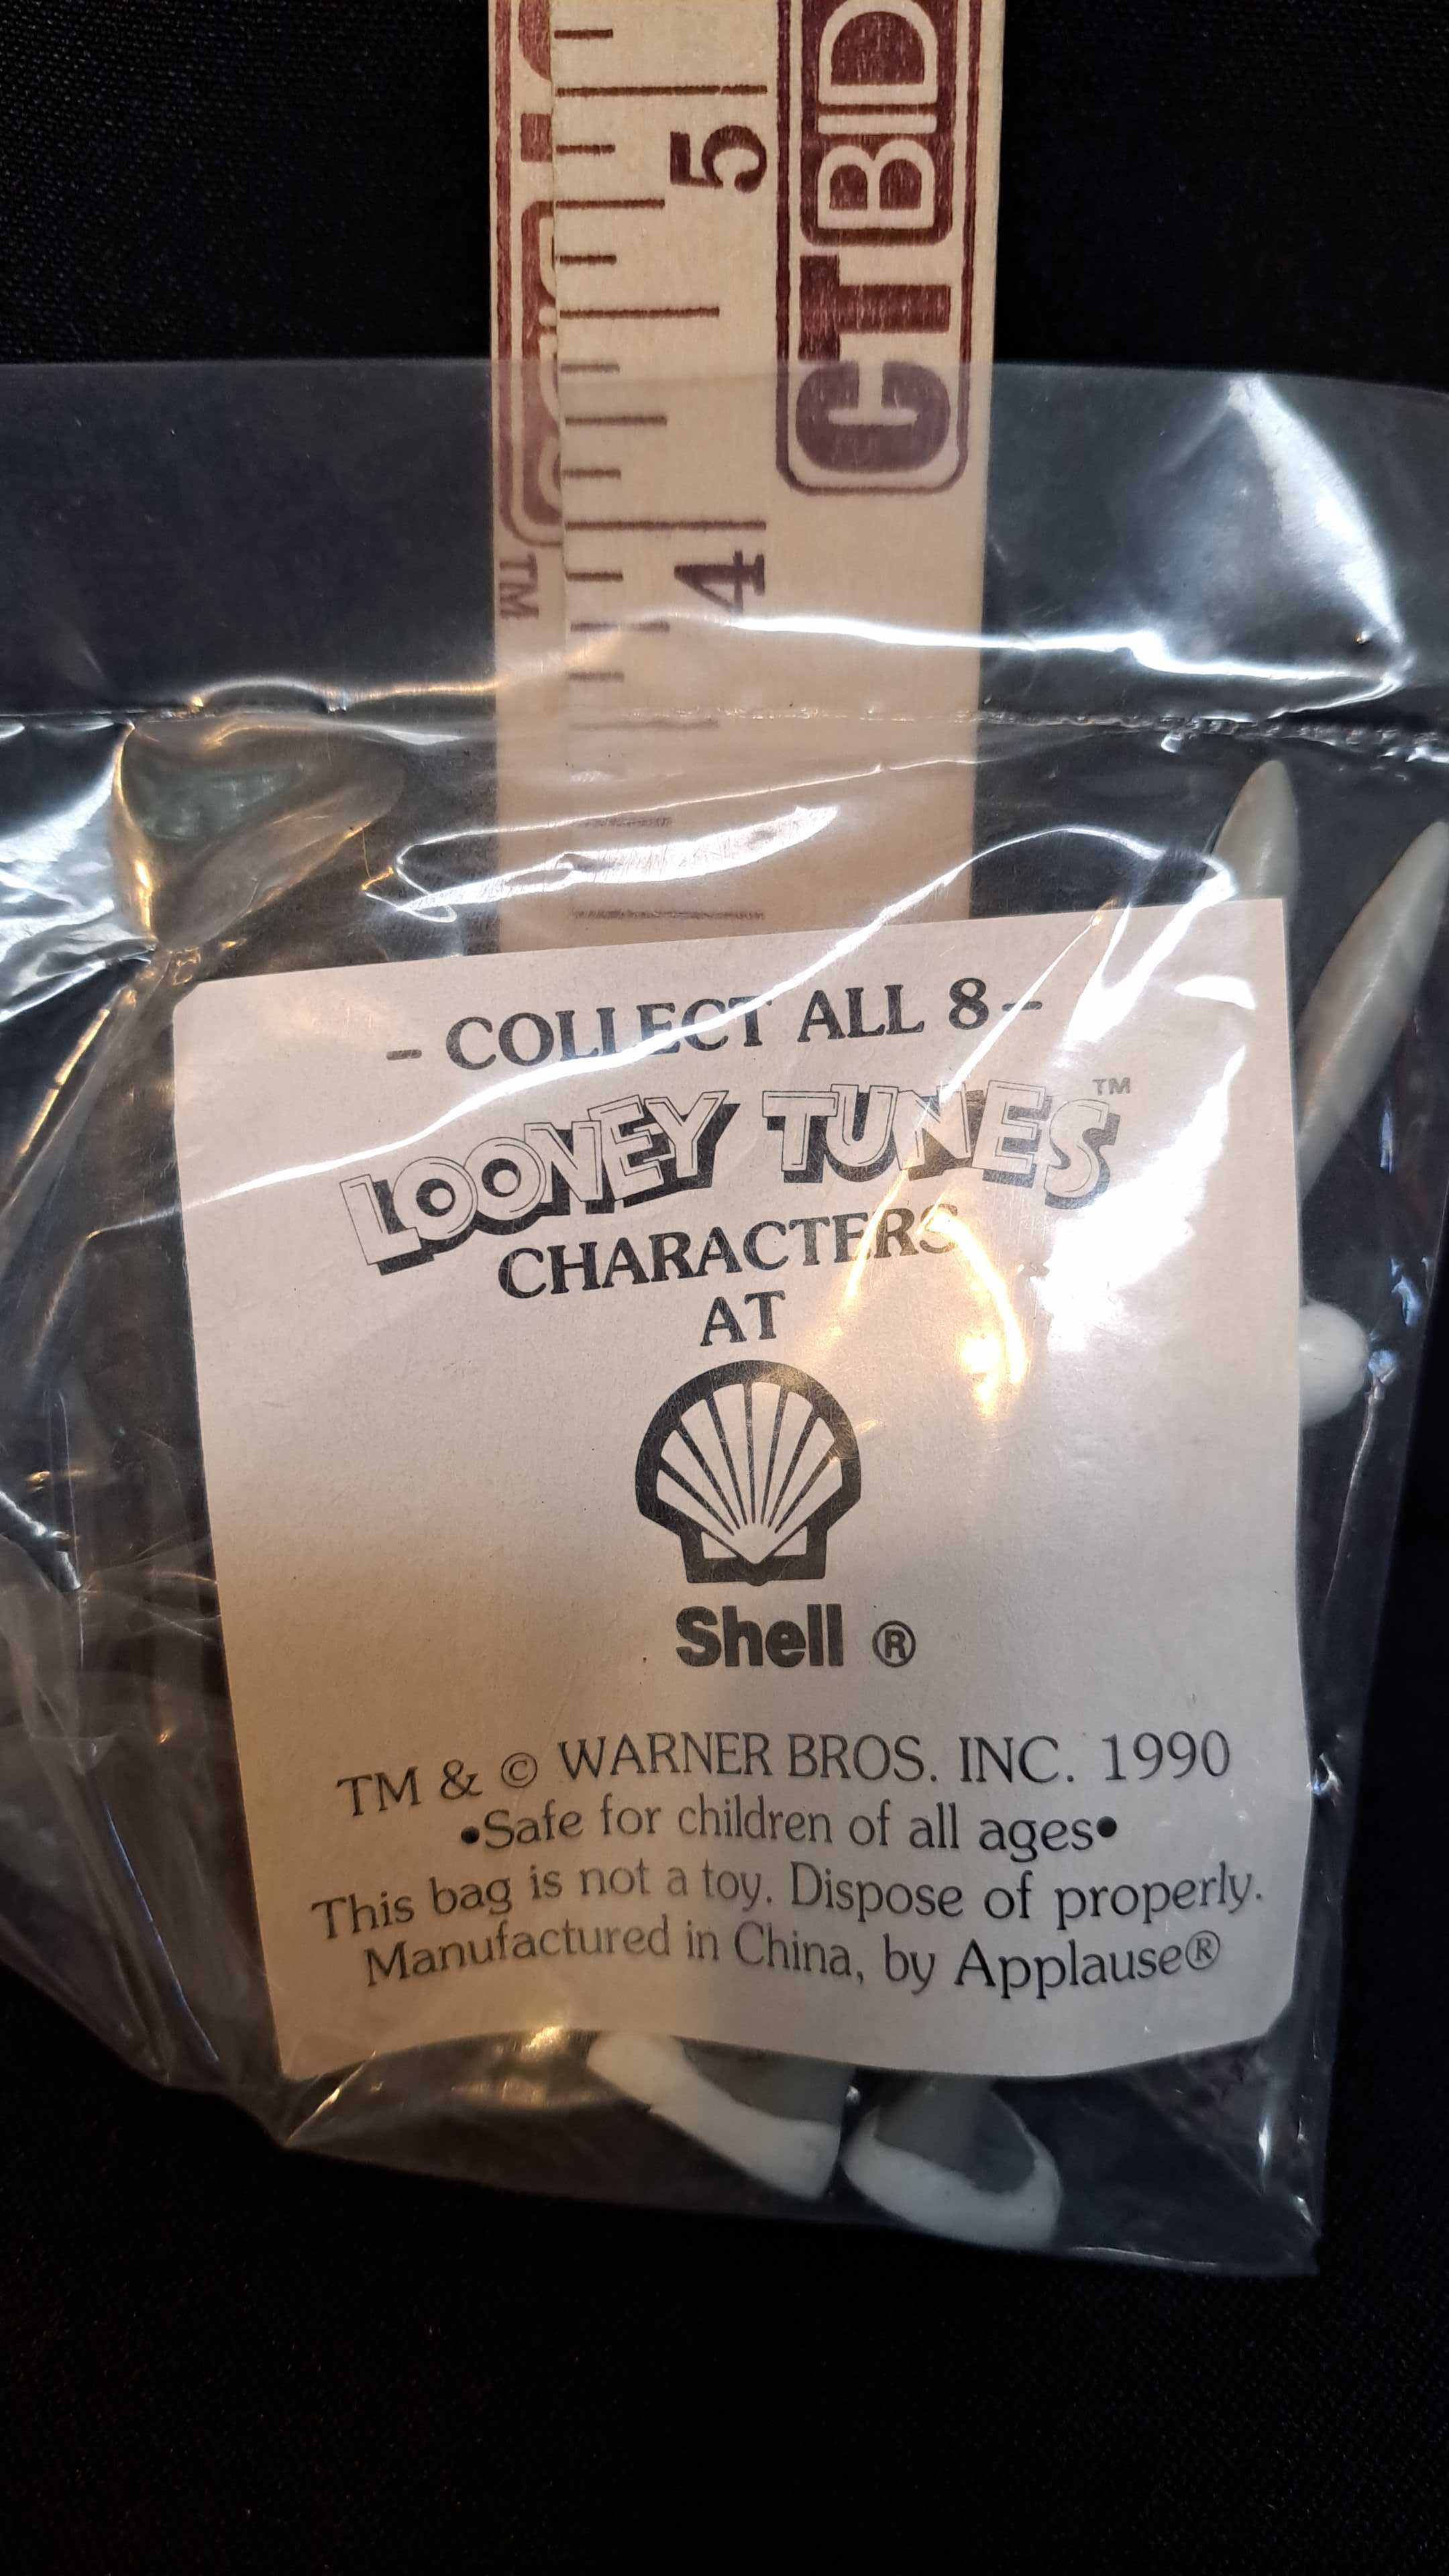 5
CTBID
4
TM
- COLLECT ALL 8 -
LOONEY TUNES™
CHARACTERS
AT
Shell ®
TM & © WARNER BROS. INC. 1990
•Safe for children of all ages•
This bag is not a toy. Dispose of properly.
Manufactured in China, by Applause®